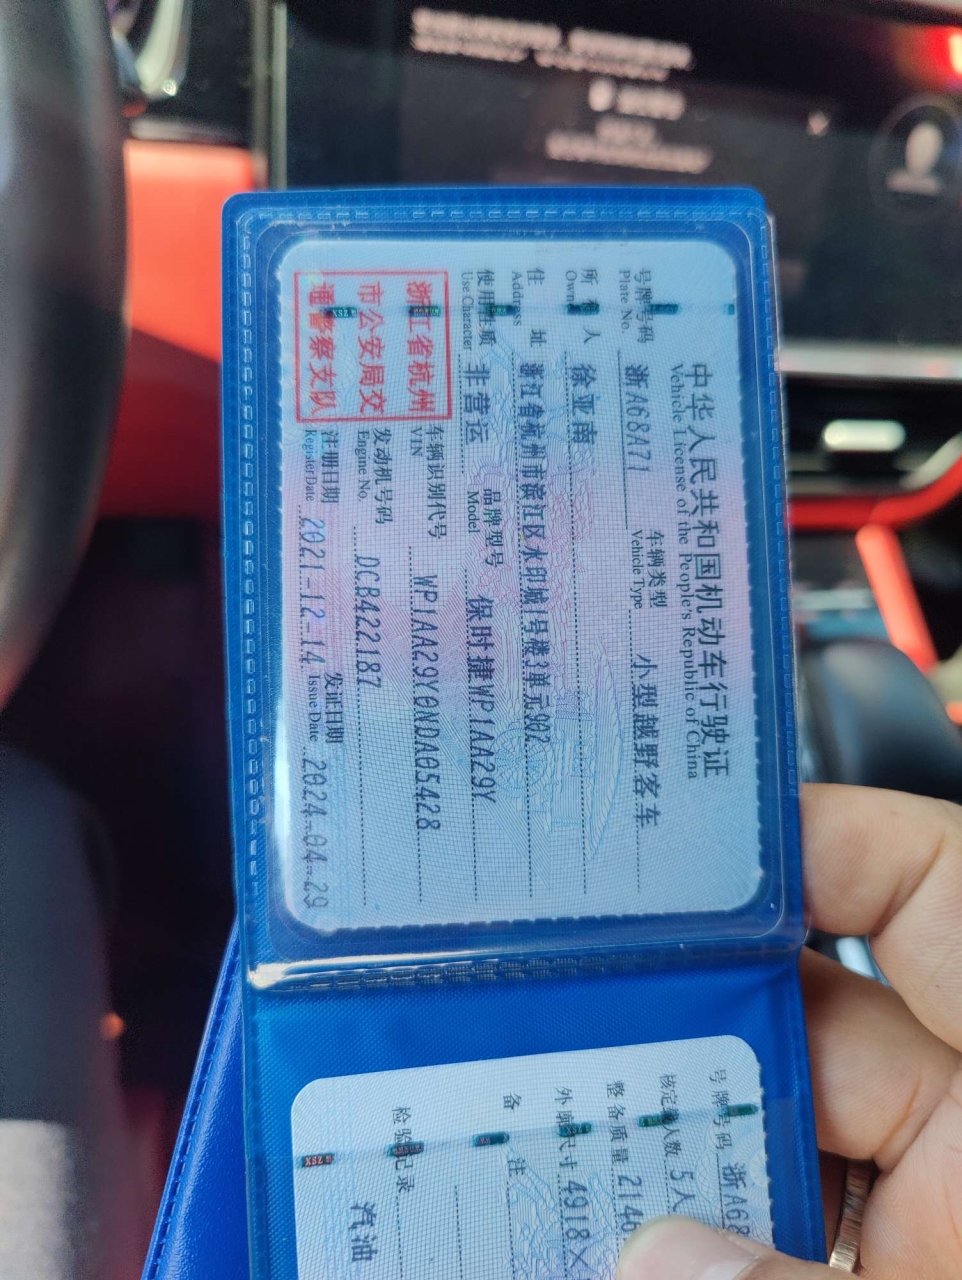 中华人民共和国机动车行驶证
Vehicle License of the People's Republic of China
号牌号码 浙A68A71 车辆类型 小型越野客车
Plate No. Vehicle Type
所有人 徐亚南
Owner
住址 浙江省杭州市滨江区水印城1号楼3单元902
Address
使用性质 非营运 品牌型号 保时捷WP1AA29Y
Use Character Model
浙江省杭州
市公安局交
通警察支队
车辆识别代号 WP1AA29Y0NDA05428
VIN
发动机号码 DCB422187
Engine No.
注册日期 2021-12-14 发证日期 2024-04-29
Register Date Issue Date
号牌号码 浙A68
核定载人数 5人
整备质量 2146
外廓尺寸 4918×
备注
检验记录
汽油